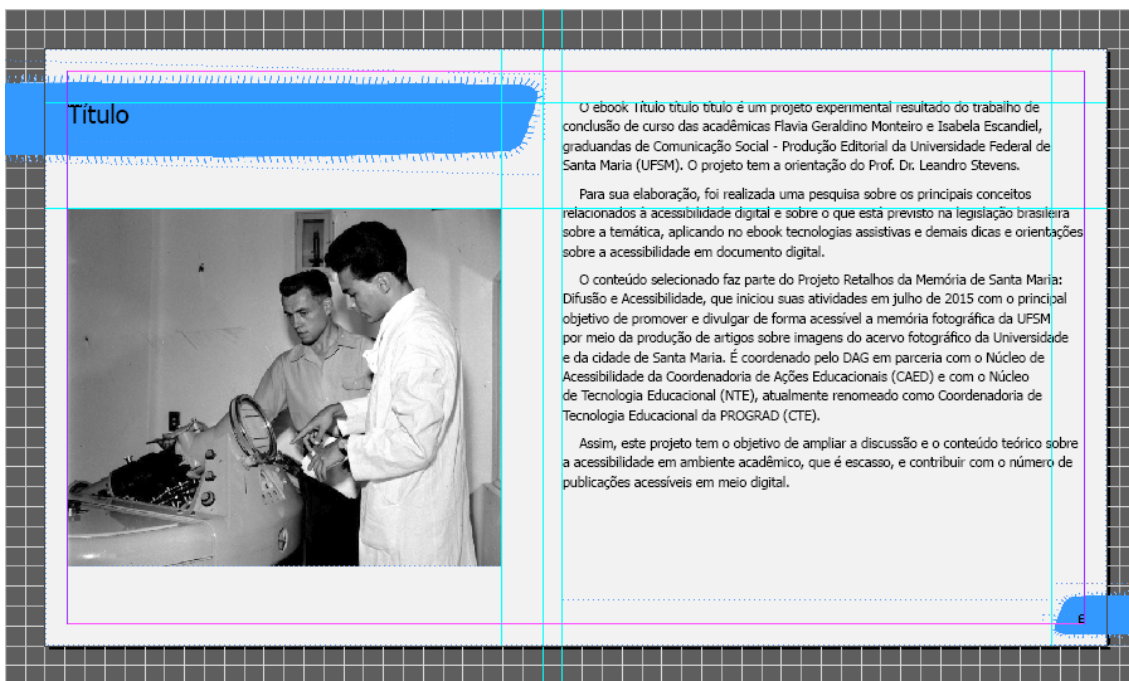 Título
O ebook Título título título é um projeto experimental resultado do trabalho de
conclusão de curso das acadêmicas Flavia Geraldino Monteiro e Isabela Escandiel,
graduandas de Comunicação Social - Produção Editorial da Universidade Federal de
Santa Maria (UFSM). O projeto tem a orientação do Prof. Dr. Leandro Stevens.
Para sua elaboração, foi realizada uma pesquisa sobre os principais conceitos
relacionados à acessibilidade digital e sobre o que está previsto na legislação brasileira
sobre a temática, aplicando no ebook tecnologias assistivas e demais dicas e orientações
sobre a acessibilidade em documento digital.
O conteúdo selecionado faz parte do Projeto Retalhos da Memória de Santa Maria:
Difusão e Acessibilidade, que iniciou suas atividades em julho de 2015 com o principal
objetivo de promover e divulgar de forma acessível a memória fotográfica da UFSM
por meio da produção de artigos sobre imagens do acervo fotográfico da Universidade
e da cidade de Santa Maria. É coordenado pelo DAG em parceria com o Núcleo de
Acessibilidade da Coordenadoria de Ações Educacionais (CAED) e com o Núcleo
de Tecnologia Educacional (NTE), atualmente renomeado como Coordenadoria de
Tecnologia Educacional da PROGRAD (CTE).
Assim, este projeto tem o objetivo de ampliar a discussão e o conteúdo teórico sobre
a acessibilidade em ambiente acadêmico, que é escasso, e contribuir com o número de
publicações acessíveis em meio digital.